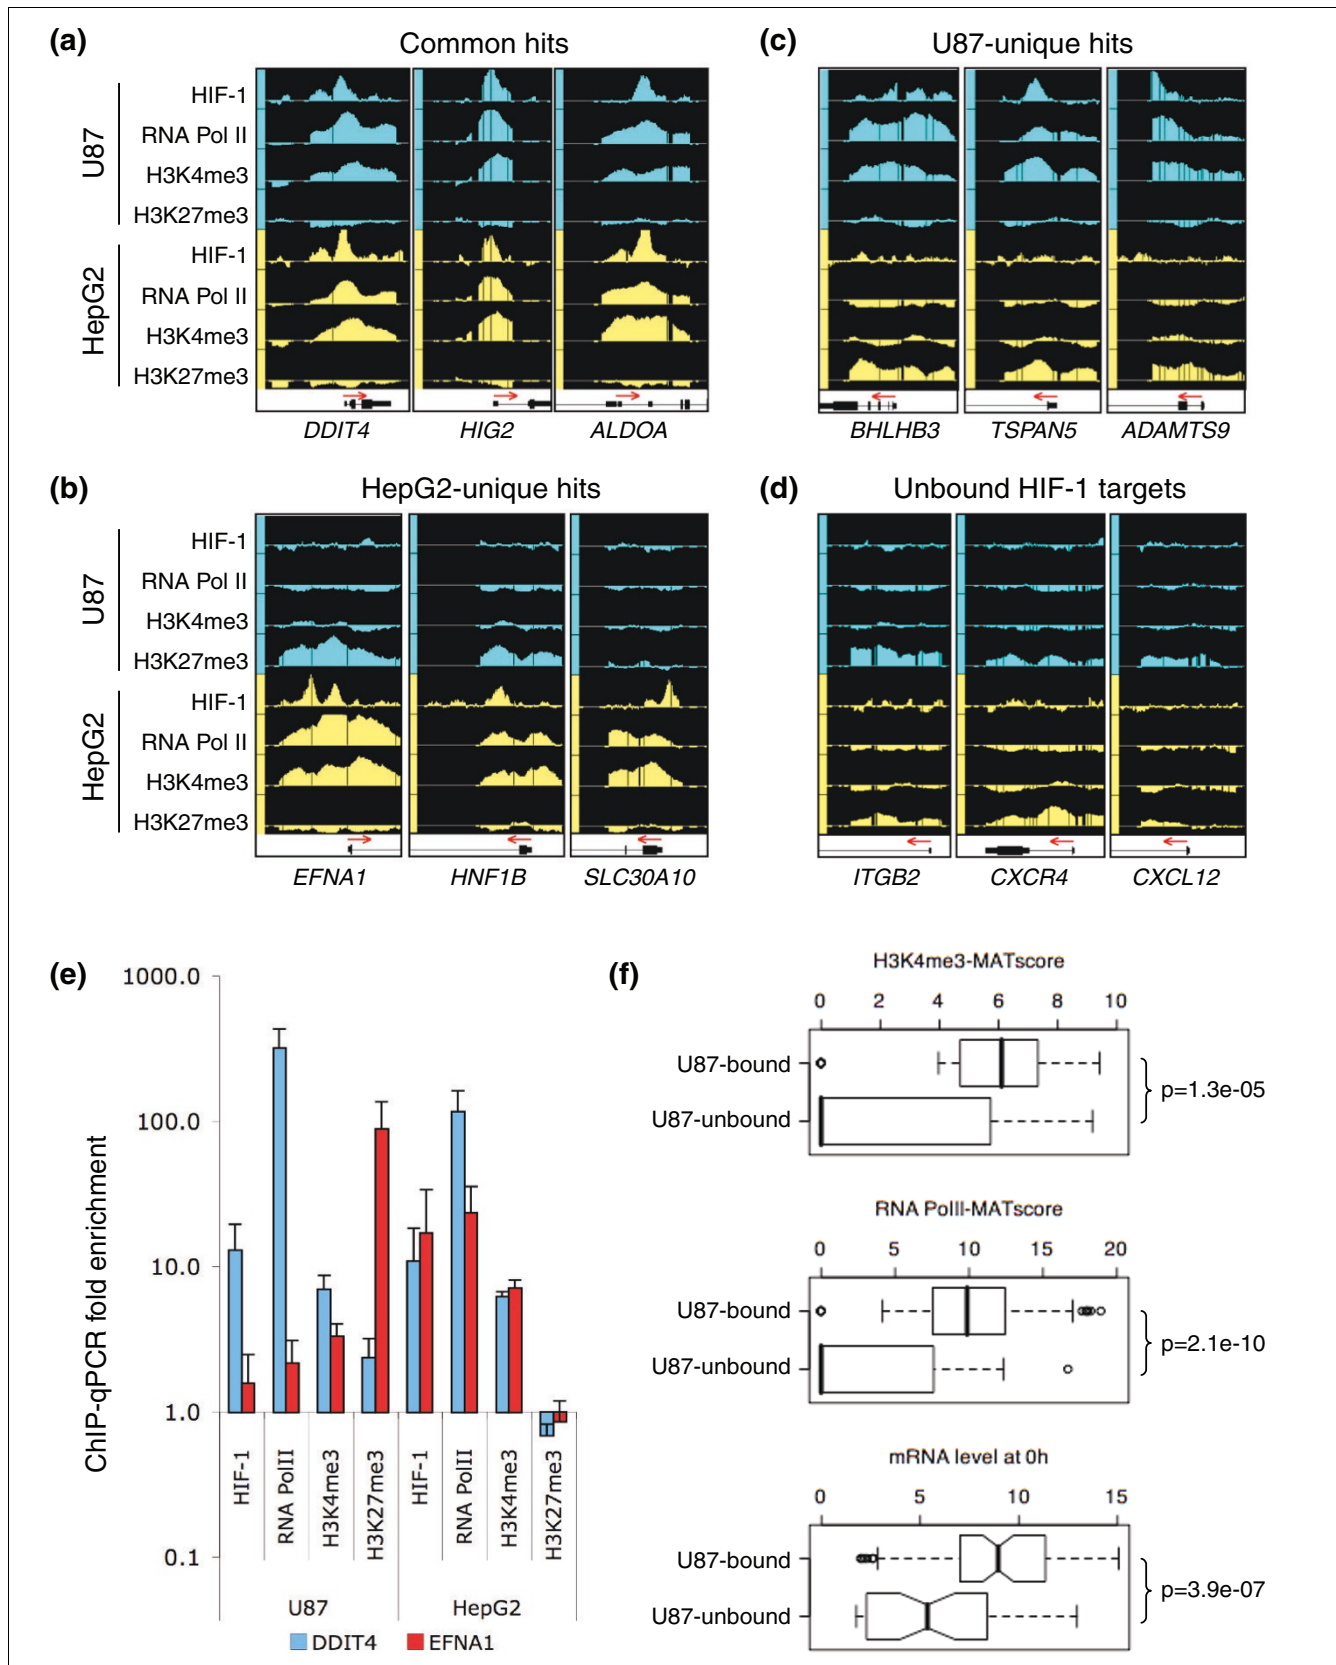 (a)
Common hits
U87
HIF-1
RNA Pol II
H3K4me3
H3K27me3
HepG2
HIF-1
RNA Pol II
H3K4me3
H3K27me3
DDIT4
HIG2
ALDOA
(c)
U87-unique hits
BHLHB3
TSPAN5
ADAMTS9
(b)
HepG2-unique hits
U87
HIF-1
RNA Pol II
H3K4me3
H3K27me3
HepG2
HIF-1
RNA Pol II
H3K4me3
H3K27me3
EFNA1
HNF1B
SLC30A10
(d)
Unbound HIF-1 targets
ITGB2
CXCR4
CXCL12
(e)
ChIP-qPCR fold enrichment
1000.0
100.0
10.0
1.0
0.1
HIF-1
RNA PolII
H3K4me3
H3K27me3
HIF-1
RNA PolII
H3K4me3
H3K27me3
U87
HepG2
DDIT4
EFNA1
(f)
H3K4me3-MATscore
0 2 4 6 8 10
U87-bound
U87-unbound
p=1.3e-05
RNA PolII-MATscore
0 5 10 15 20
U87-bound
U87-unbound
p=2.1e-10
mRNA level at 0h
0 5 10 15
U87-bound
U87-unbound
p=3.9e-07